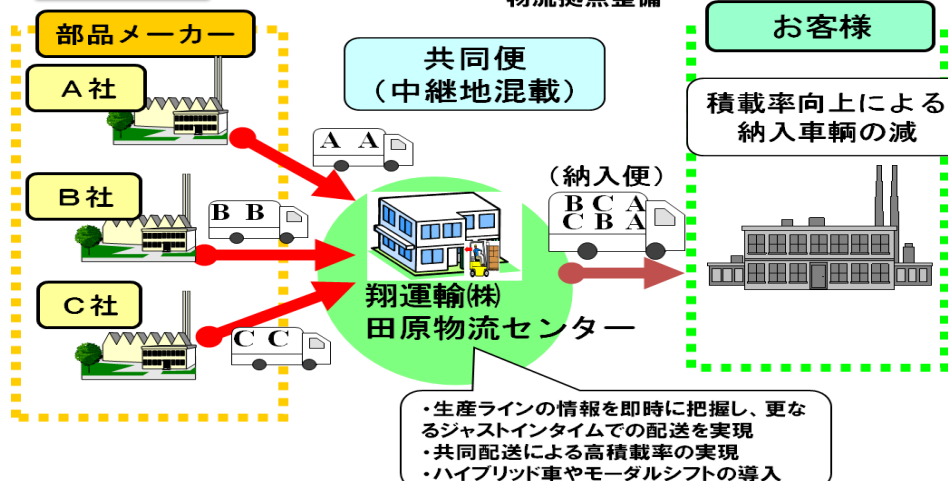 物流拠点整備
部品メーカー
お客様
A社
共同便
（中継地混載）
積載率向上による
納入車輌の減
A A
B社
B B
（納入便）
B C A
C B A
C社
C C
翔運輸㈱
田原物流センター
・生産ラインの情報を即時に把握し、更な
るジャストインタイムでの配送を実現
・共同配送による高積載率の実現
・ハイブリッド車やモーダルシフトの導入